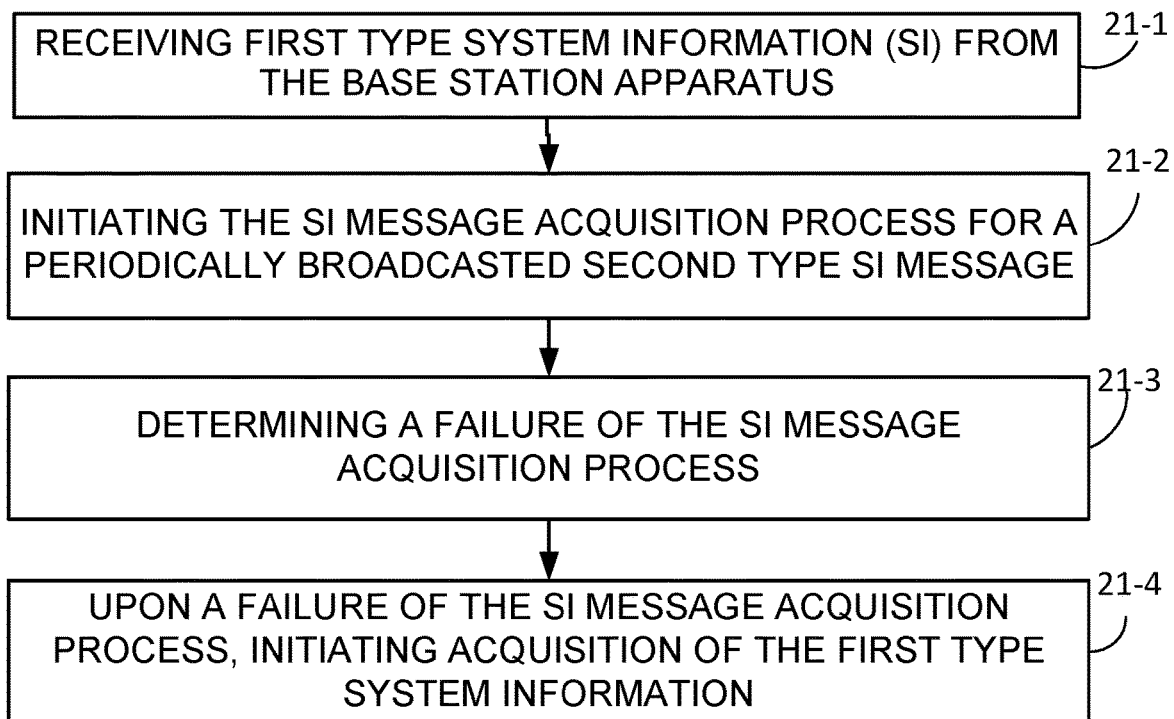 RECEIVING FIRST TYPE SYSTEM INFORMATION (SI) FROM
THE BASE STATION APPARATUS
21-1
INITIATING THE SI MESSAGE ACQUISITION PROCESS FOR A
PERIODICALLY BROADCASTED SECOND TYPE SI MESSAGE
21-2
DETERMINING A FAILURE OF THE SI MESSAGE
ACQUISITION PROCESS
21-3
UPON A FAILURE OF THE SI MESSAGE ACQUISITION
PROCESS, INITIATING ACQUISITION OF THE FIRST TYPE
SYSTEM INFORMATION
21-4